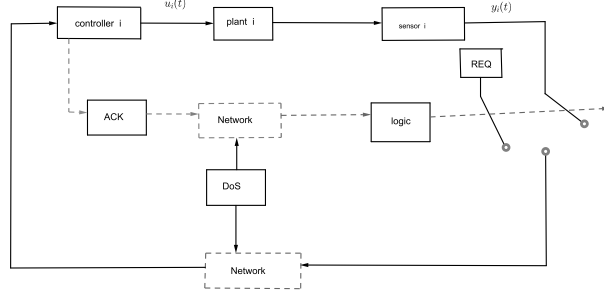 u_i(t)
y_i(t)
controller i
plant i
sensor i
REQ
ACK
Network
logic
DoS
Network